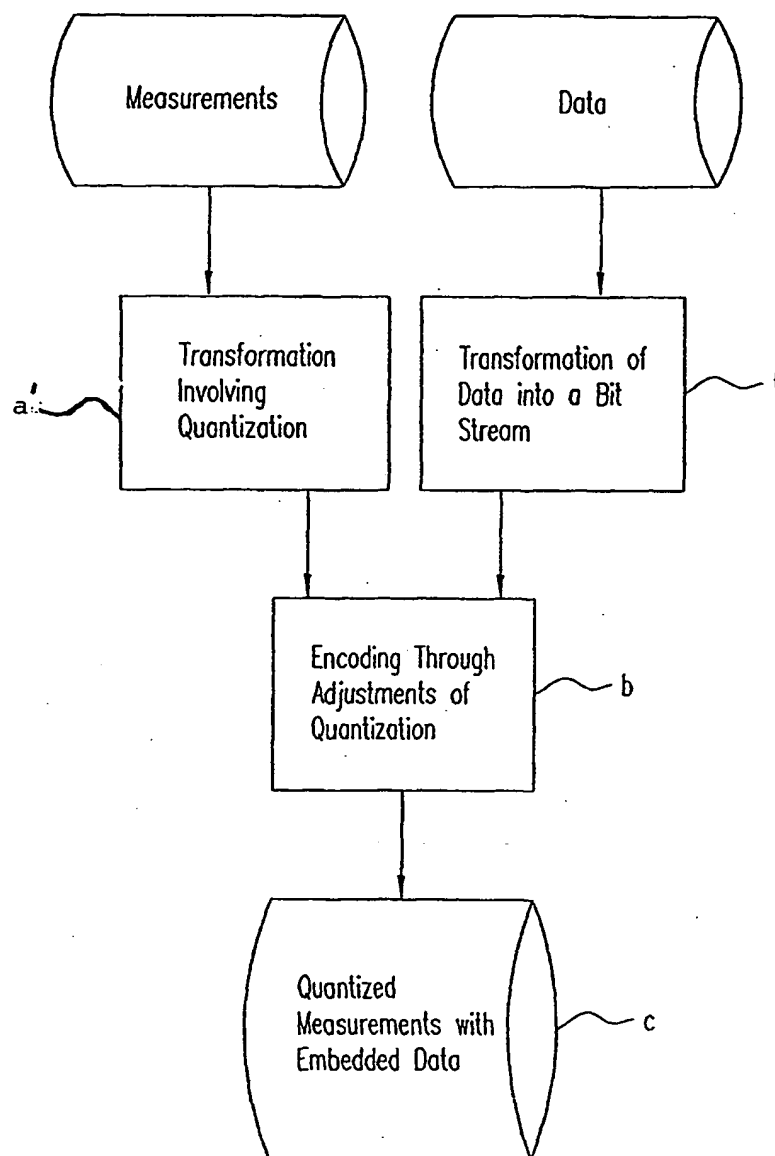 Measurements
Data
Transformation
Involving
Quantization
a'
Transformation of
Data into a Bit
Stream
Encoding Through
Adjustments of
Quantization
b
Quantized
Measurements with
Embedded Data
c